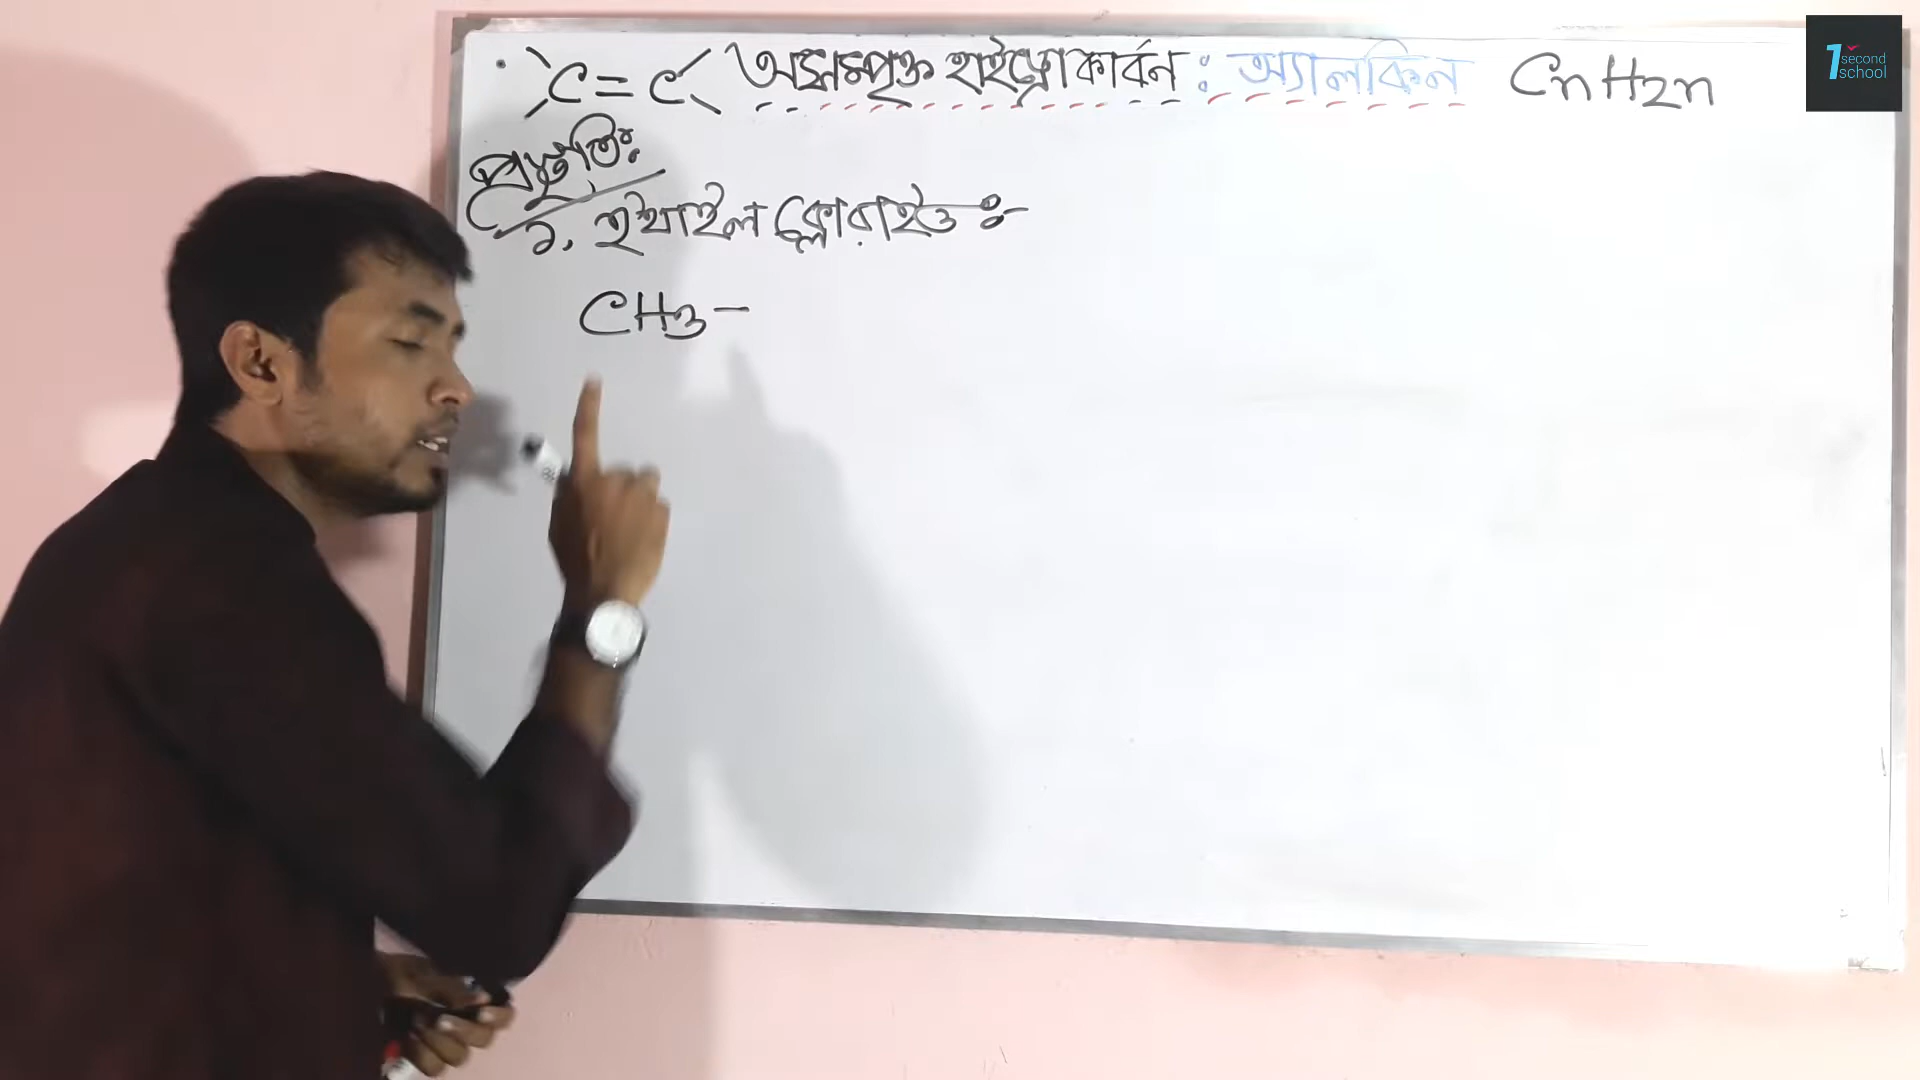 C = C অসম্পৃক্ত হাইড্রোকার্বন : অ্যালকিন CnH2n
প্রস্তুতিঃ
১. ইথাইল ক্লোরাইড :-
CH3 -
1 second school